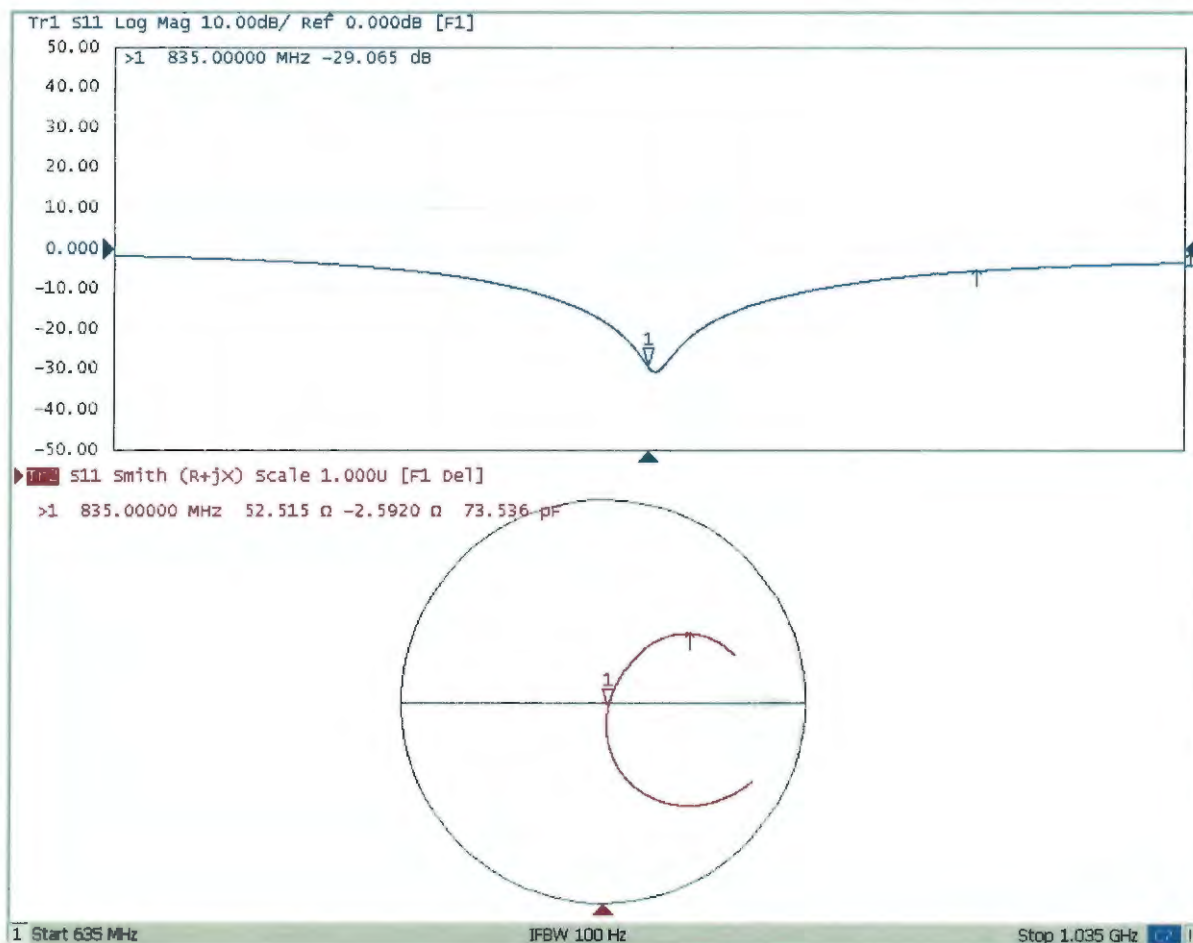 Tr1 S11 Log Mag 10.00dB/ Ref 0.000dB [F1]
50.00
>1 835.00000 MHz -29.065 dB
40.00
30.00
20.00
10.00
0.000
-10.00
-20.00
1
-30.00
-40.00
-50.00
Tr2 S11 Smith (R+jX) Scale 1.000U [F1 Del]
>1 835.00000 MHz 52.515 Ω -2.5920 Ω 73.536 pF
1
1 Start 635 MHz IFBW 100 Hz Stop 1.035 GHz